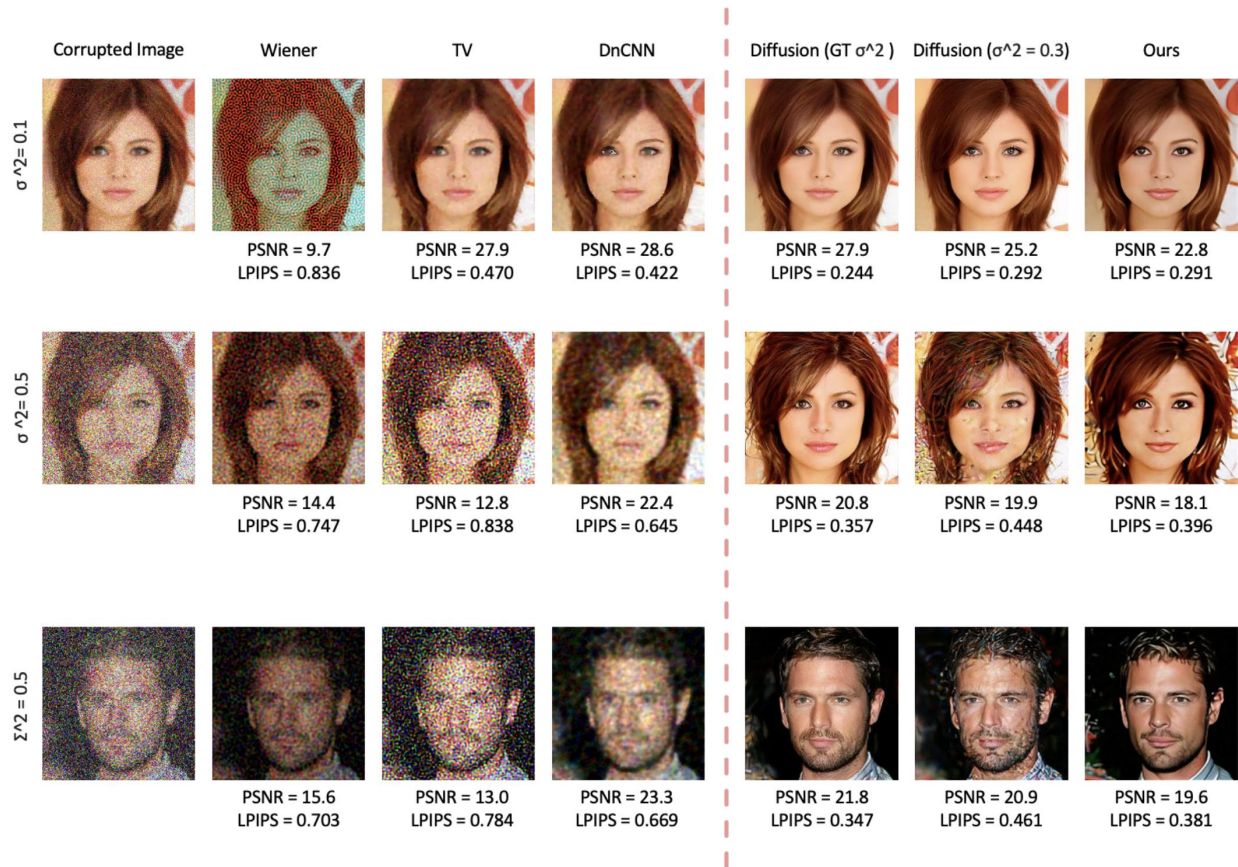 Corrupted Image
Wiener
TV
DnCNN
Diffusion (GT σ^2 )
Diffusion (σ^2 = 0.3)
Ours
σ ^2= 0.1
PSNR = 9.7
LPIPS = 0.836
PSNR = 27.9
LPIPS = 0.470
PSNR = 28.6
LPIPS = 0.422
PSNR = 27.9
LPIPS = 0.244
PSNR = 25.2
LPIPS = 0.292
PSNR = 22.8
LPIPS = 0.291
σ ^2= 0.5
PSNR = 14.4
LPIPS = 0.747
PSNR = 12.8
LPIPS = 0.838
PSNR = 22.4
LPIPS = 0.645
PSNR = 20.8
LPIPS = 0.357
PSNR = 19.9
LPIPS = 0.448
PSNR = 18.1
LPIPS = 0.396
Σ^2 = 0.5
PSNR = 15.6
LPIPS = 0.703
PSNR = 13.0
LPIPS = 0.784
PSNR = 23.3
LPIPS = 0.669
PSNR = 21.8
LPIPS = 0.347
PSNR = 20.9
LPIPS = 0.461
PSNR = 19.6
LPIPS = 0.381